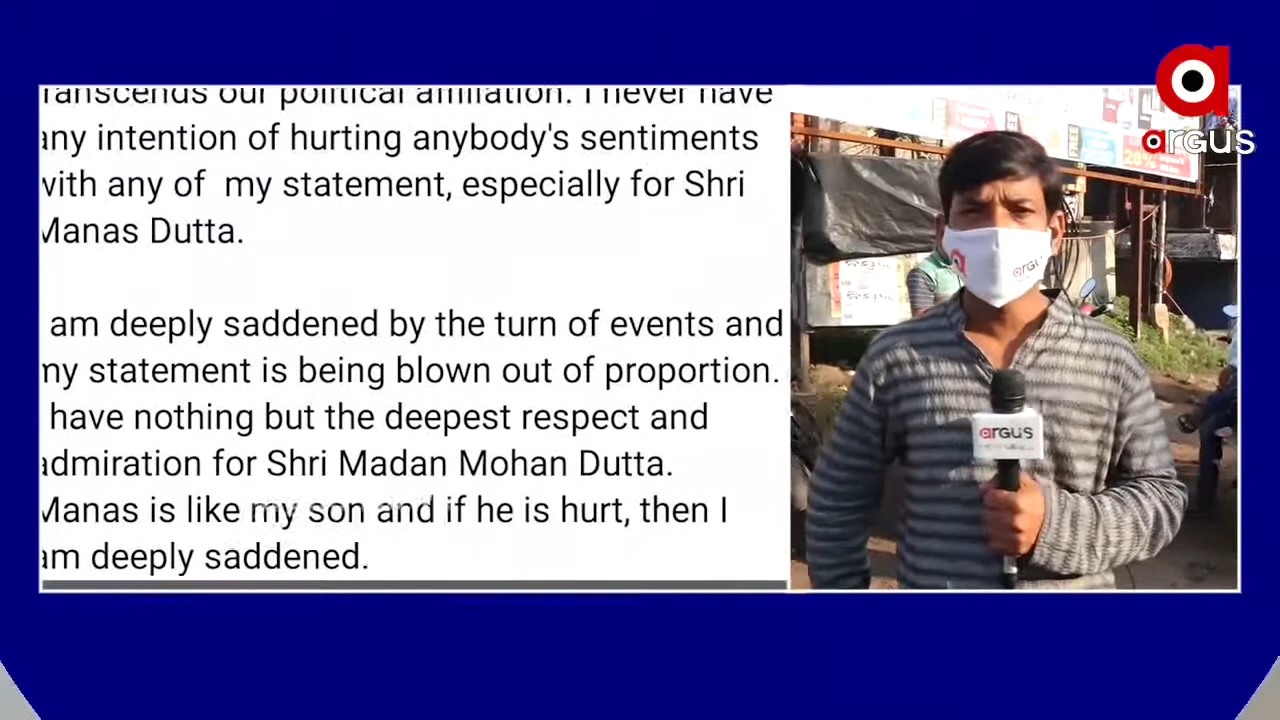 transcends our political affiliation. I never have
any intention of hurting anybody's sentiments
with any of my statement, especially for Shri
Manas Dutta.
I am deeply saddened by the turn of events and
my statement is being blown out of proportion.
I have nothing but the deepest respect and
admiration for Shri Madan Mohan Dutta.
Manas is like my son and if he is hurt, then I
am deeply saddened.
argus
FREE
20%
argus
argus